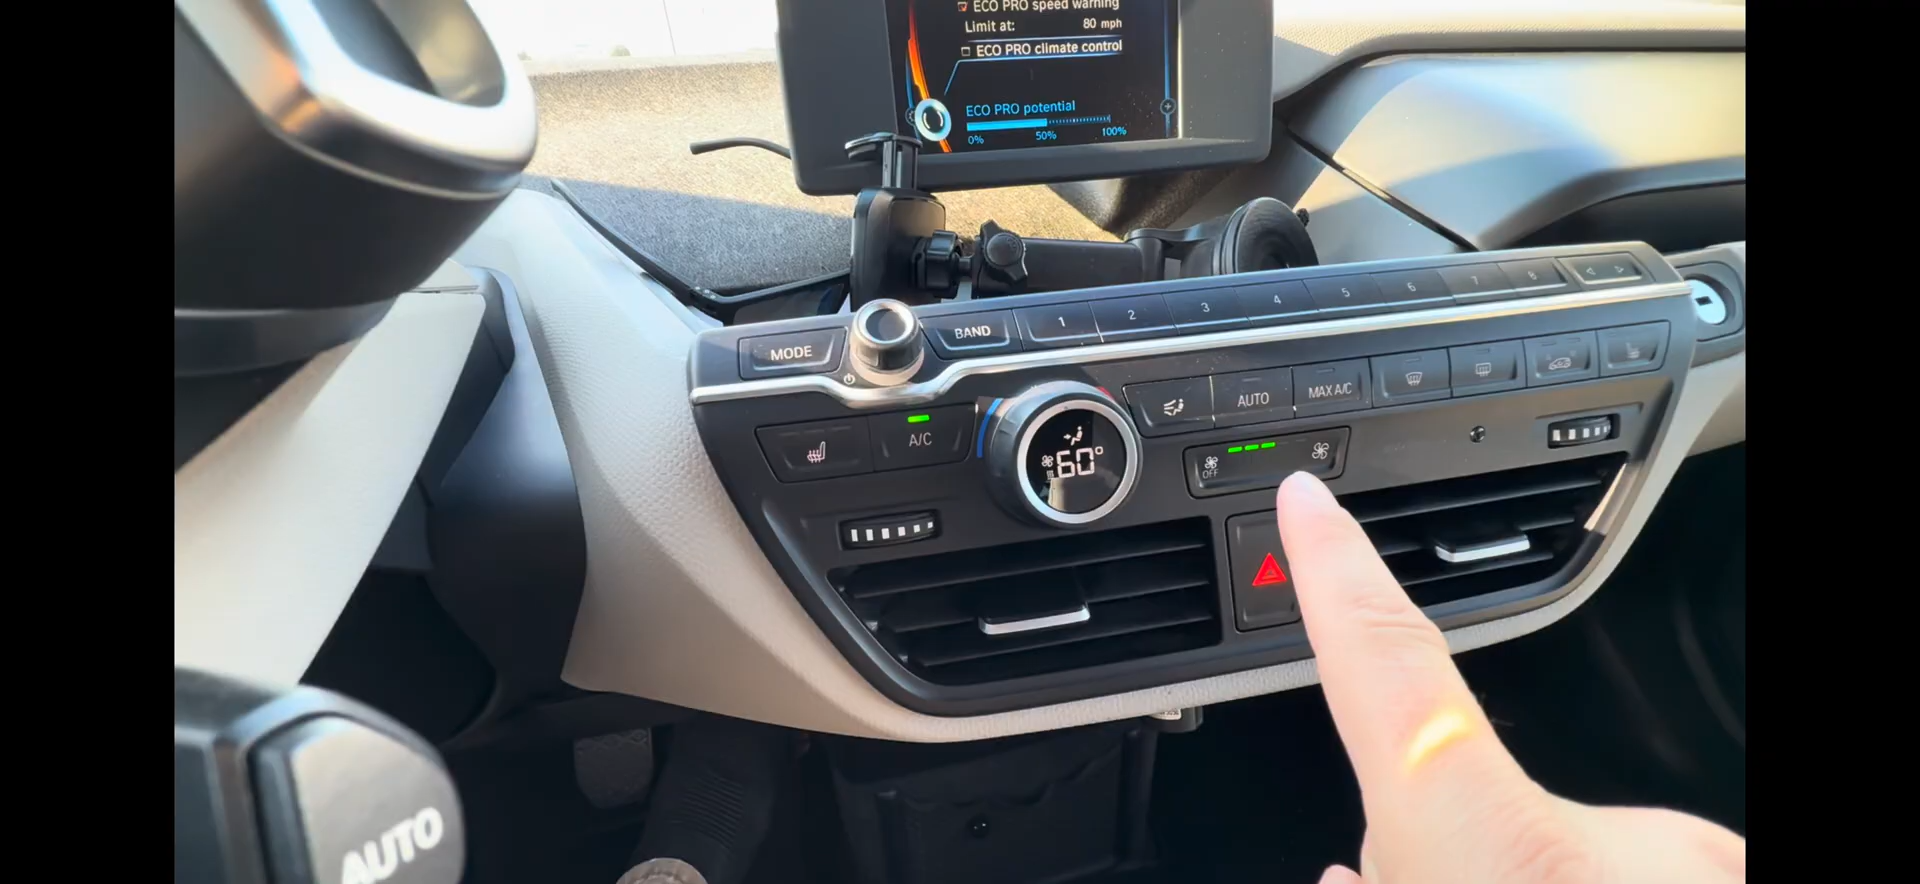 ECO PRO speed warning
Limit at: 80 mph
ECO PRO climate control
ECO PRO potential
0% 50% 100%
MODE
BAND
1 2 3 4 5 6 7 8
A/C
60°
AUTO
MAX A/C
OFF
AUTO